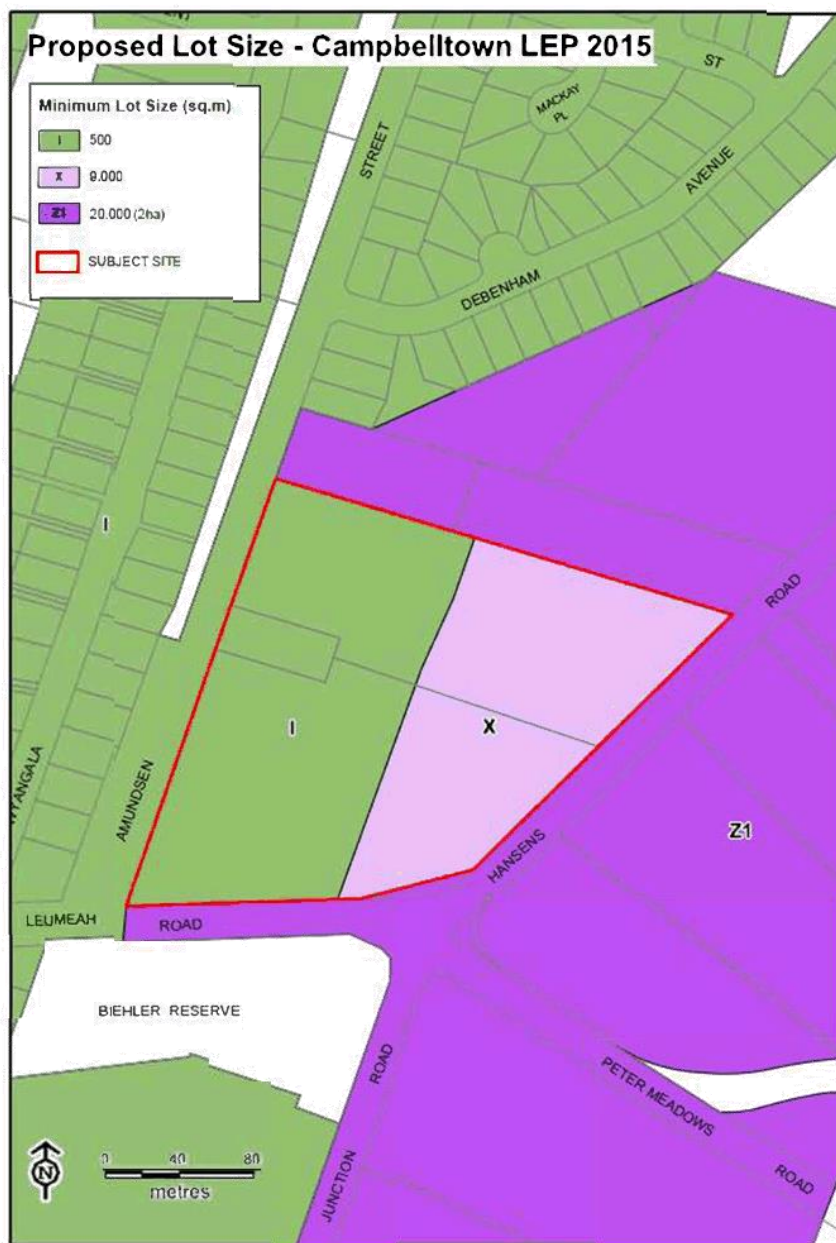 Proposed Lot Size - Campbelltown LEP 2015
ST
Minimum Lot Size (sq.m)
I 500
X 9.000
Z1 20.000 (2ha)
SUBJECT SITE
MACKAY
PL
STREET
AVENUE
DEBENHAM
I
ROAD
I
X
WYANGALA
AMUNDSEN
HANSENS
Z1
LEUMEAH
ROAD
BIEHLER RESERVE
ROAD
PETER MEADOWS
ROAD
JUNCTION
N
0 40 80
metres